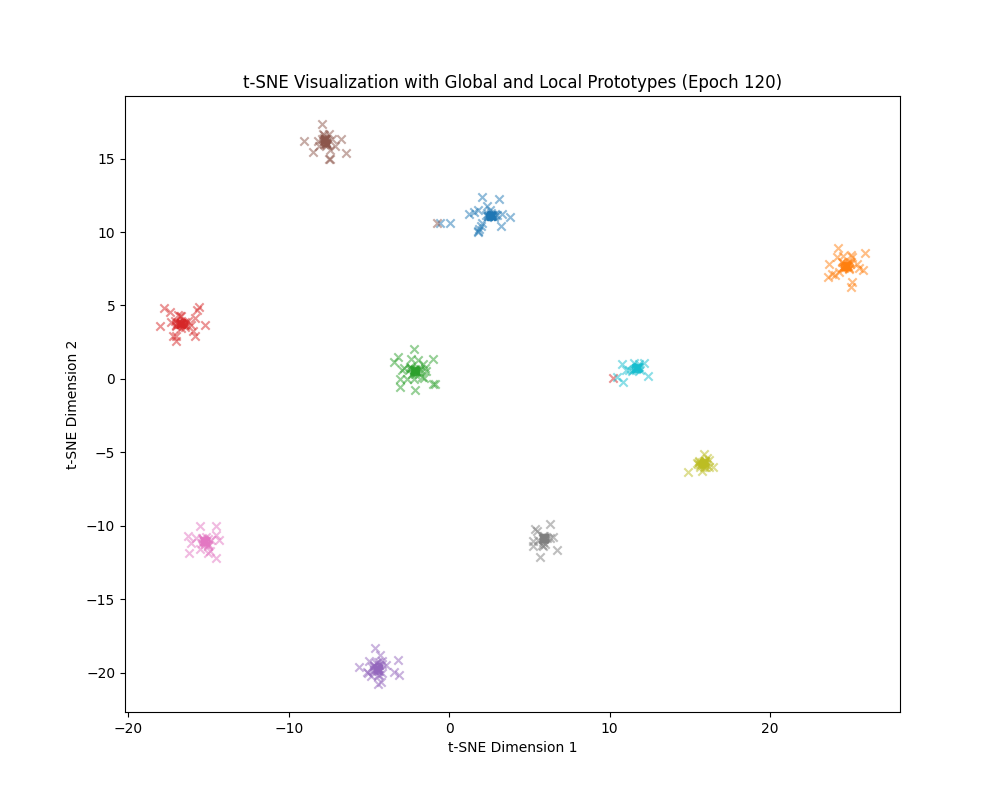 t-SNE Visualization with Global and Local Prototypes (Epoch 120)
15
10
5
0
−5
−10
−15
−20
t-SNE Dimension 2
−20 −10 0 10 20
t-SNE Dimension 1